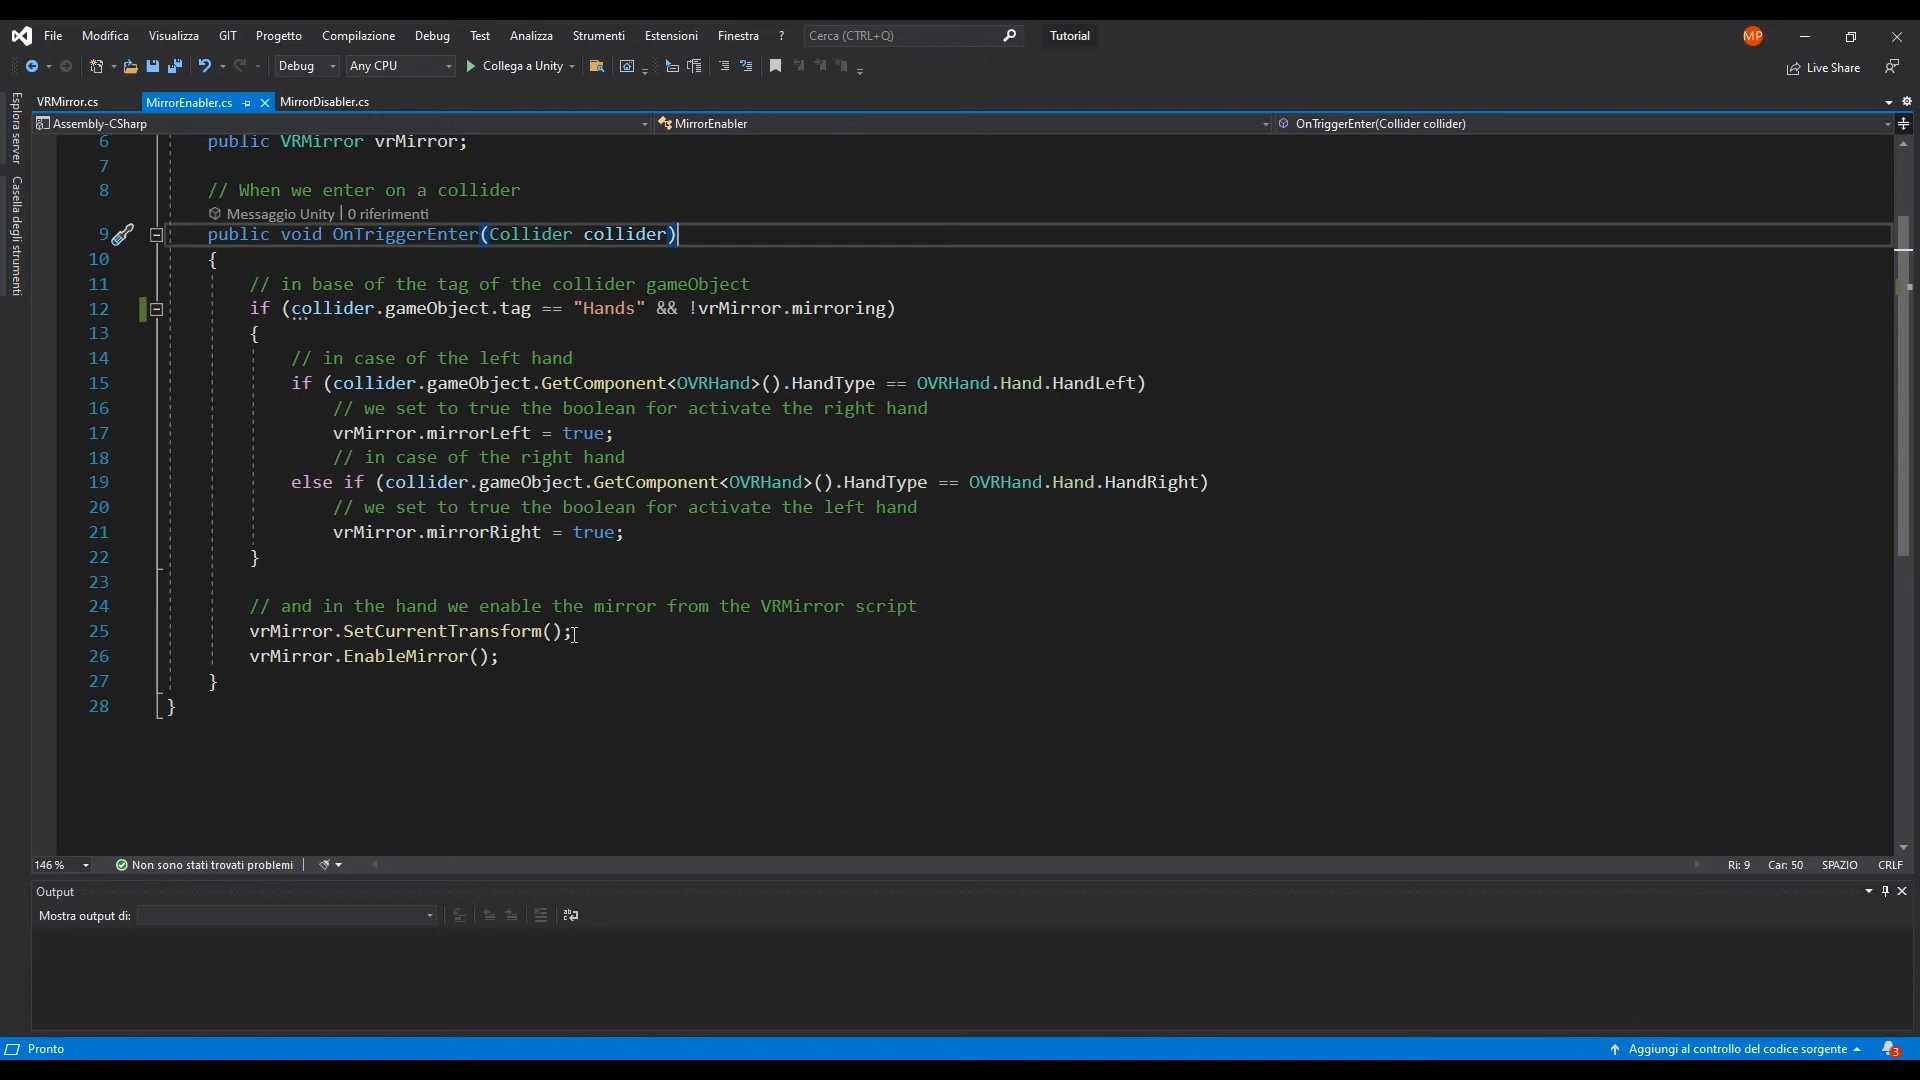 File Modifica Visualizza GIT Progetto Compilazione Debug Test Analizza Strumenti Estensioni Finestra ? Cerca (CTRL+Q) Tutorial MP
Debug Any CPU Collega a Unity Live Share
VRMirror.cs MirrorEnabler.cs MirrorDisabler.cs
Assembly-CSharp MirrorEnabler OnTriggerEnter(Collider collider)
Esplora server
Casella degli strumenti
6 public VRMirror vrMirror;
7
8 // When we enter on a collider
Messaggio Unity | 0 riferimenti
9 public void OnTriggerEnter(Collider collider)
10 {
11 // in base of the tag of the collider gameObject
12 if (collider.gameObject.tag == "Hands" && !vrMirror.mirroring)
13 {
14 // in case of the left hand
15 if (collider.gameObject.GetComponent<OVRHand>().HandType == OVRHand.Hand.HandLeft)
16 // we set to true the boolean for activate the right hand
17 vrMirror.mirrorLeft = true;
18 // in case of the right hand
19 else if (collider.gameObject.GetComponent<OVRHand>().HandType == OVRHand.Hand.HandRight)
20 // we set to true the boolean for activate the left hand
21 vrMirror.mirrorRight = true;
22 }
23
24 // and in the hand we enable the mirror from the VRMirror script
25 vrMirror.SetCurrentTransform();
26 vrMirror.EnableMirror();
27 }
28 }
146 % Non sono stati trovati problemi Ri: 9 Car: 50 SPAZIO CRLF
Output
Mostra output di:
Pronto Aggiungi al controllo del codice sorgente 3